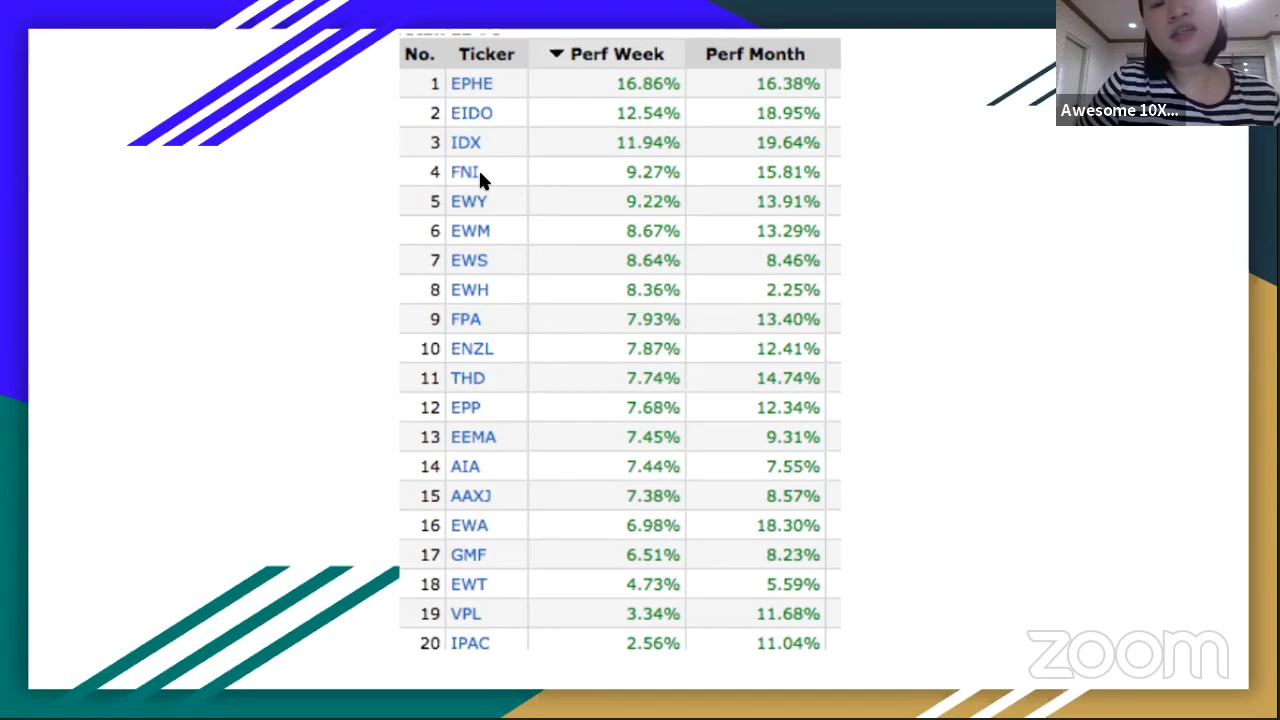 No. Ticker ▼ Perf Week Perf Month
1 EPHE 16.86% 16.38%
2 EIDO 12.54% 18.95%
3 IDX 11.94% 19.64%
4 FNI 9.27% 15.81%
5 EWY 9.22% 13.91%
6 EWM 8.67% 13.29%
7 EWS 8.64% 8.46%
8 EWH 8.36% 2.25%
9 FPA 7.93% 13.40%
10 ENZL 7.87% 12.41%
11 THD 7.74% 14.74%
12 EPP 7.68% 12.34%
13 EEMA 7.45% 9.31%
14 AIA 7.44% 7.55%
15 AAXJ 7.38% 8.57%
16 EWA 6.98% 18.30%
17 GMF 6.51% 8.23%
18 EWT 4.73% 5.59%
19 VPL 3.34% 11.68%
20 IPAC 2.56% 11.04%
Awesome 10X...
zoom